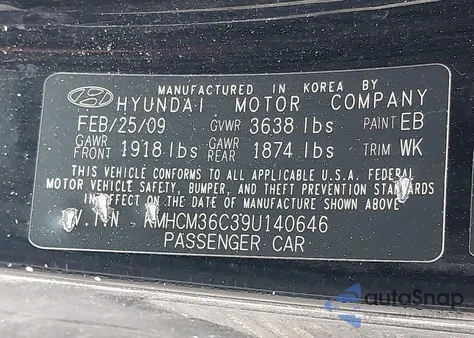 MANUFACTURED IN KOREA BY
HYUNDAI MOTOR COMPANY
FEB/25/09 GVWR 3638 lbs PAINT EB
GAWR FRONT 1918 lbs GAWR REAR 1874 lbs TRIM WK
THIS VEHICLE CONFORMS TO ALL APPLICABLE U.S.A. FEDERAL
MOTOR VEHICLE SAFETY, BUMPER, AND THEFT PREVENTION STANDARDS
IN EFFECT ON THE DATE OF MANUFACTURE SHOWN ABOVE
V.I.N KMHCM36C39U140646
PASSENGER CAR
autoSnap